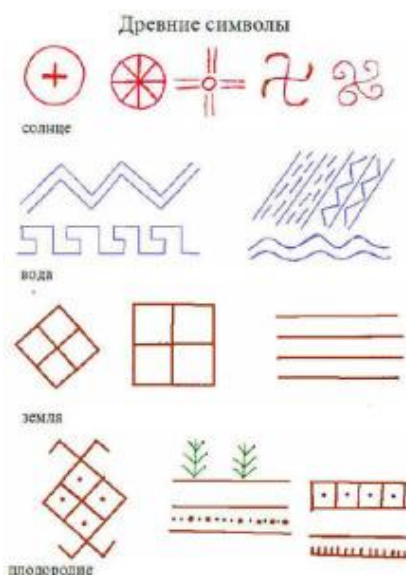 Древние символы
солнце
вода
земля
плодородие